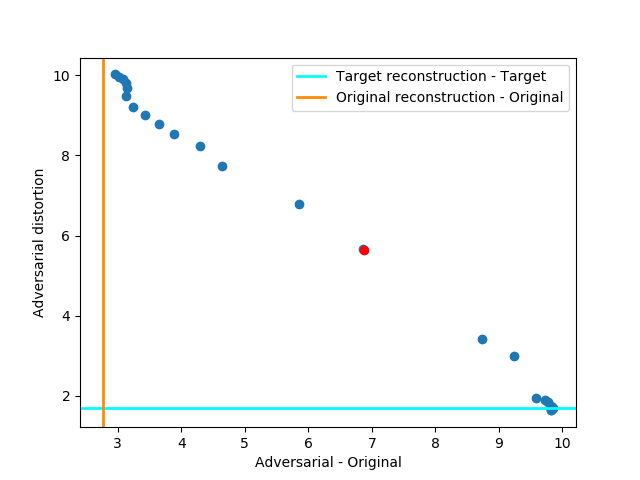 Target reconstruction - Target
Original reconstruction - Original
10
8
6
4
2
Adversarial distortion
3 4 5 6 7 8 9 10
Adversarial - Original